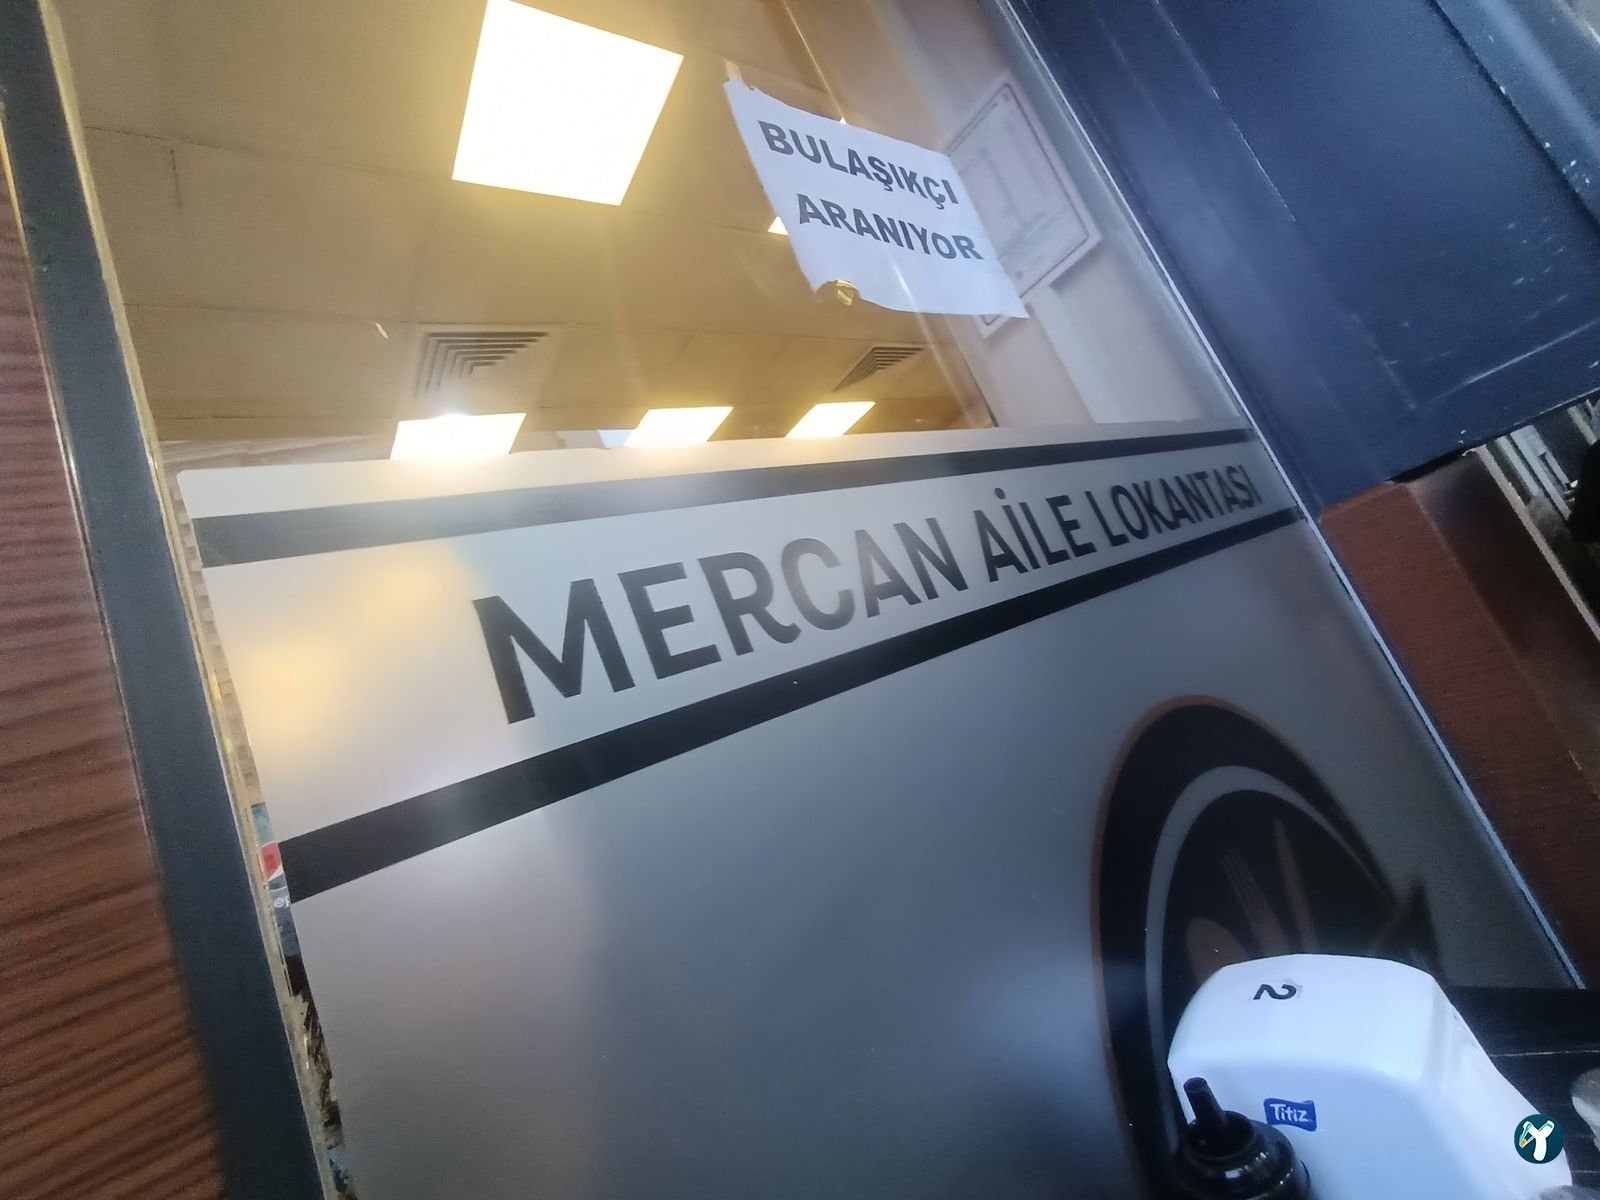 BULAŞIKÇI
ARANIYOR
MERCAN AİLE LOKANTASI
2
Titiz